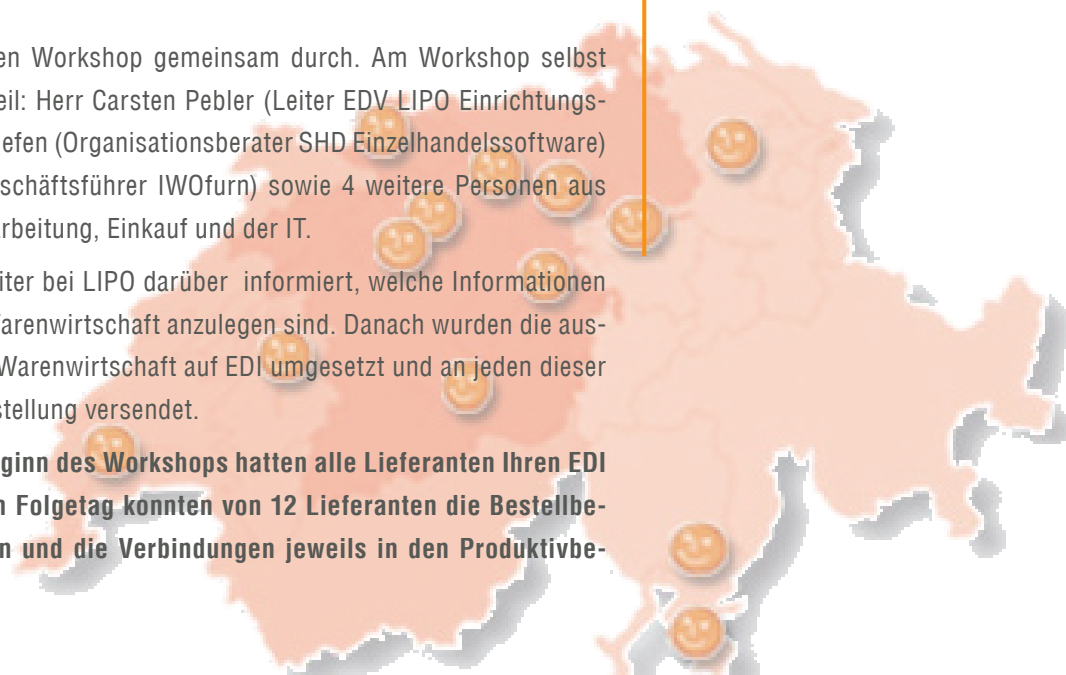 en Workshop gemeinsam durch. Am Workshop selbst
eil: Herr Carsten Pebler (Leiter EDV LIPO Einrichtungs-
efen (Organisationsberater SHD Einzelhandelssoftware)
schäftsführer IWOfurn) sowie 4 weitere Personen aus
arbeitung, Einkauf und der IT.
iter bei LIPO darüber informiert, welche Informationen
Warenwirtschaft anzulegen sind. Danach wurden die aus-
Warenwirtschaft auf EDI umgesetzt und an jeden dieser
stellung versendet.
ginn des Workshops hatten alle Lieferanten Ihren EDI
n Folgetag konnten von 12 Lieferanten die Bestellbe-
n und die Verbindungen jeweils in den Produktivbe-